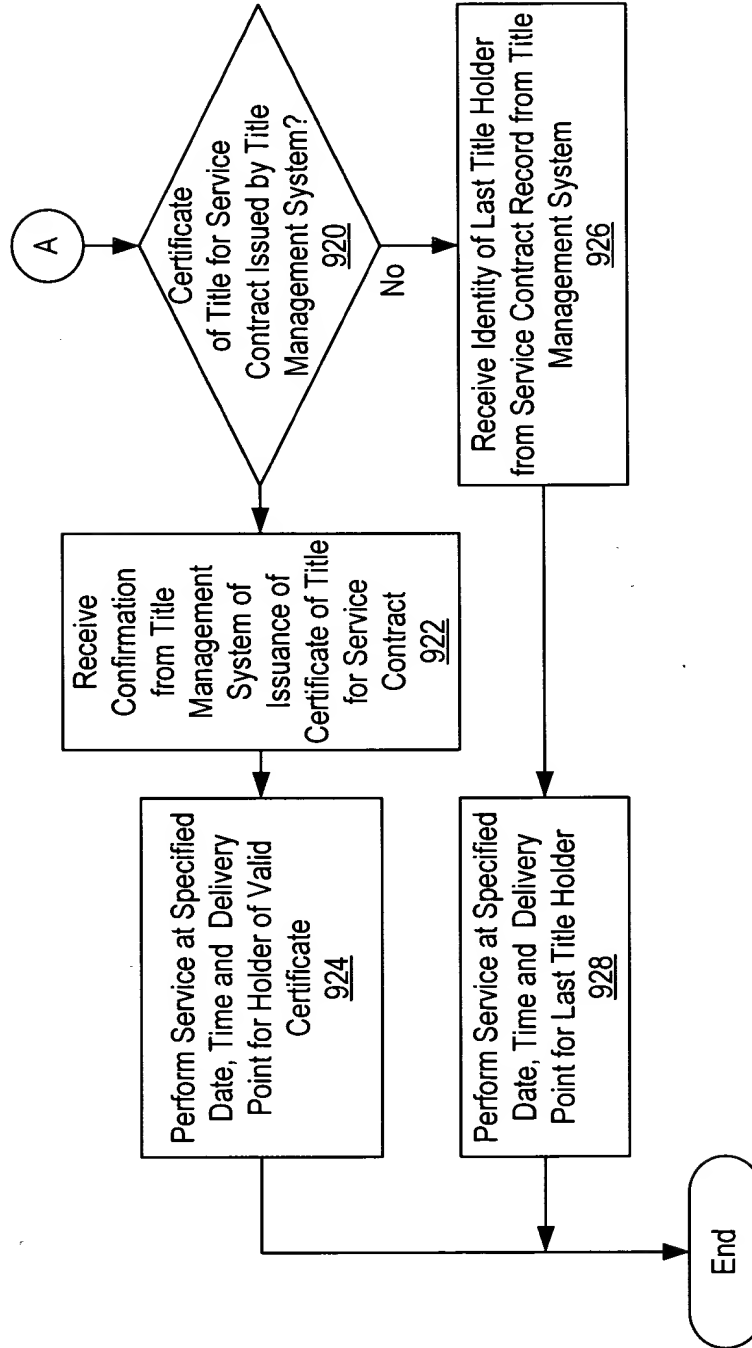 A
Certificate
of Title for Service
Contract Issued by Title
Management System?
920
No
Receive
Confirmation
from Title
Management
System of
Issuance of
Certificate of Title
for Service
Contract
922
Receive Identity of Last Title Holder
from Service Contract Record from Title
Management System
926
Perform Service at Specified
Date, Time and Delivery
Point for Holder of Valid
Certificate
924
Perform Service at Specified
Date, Time and Delivery
Point for Last Title Holder
928
End